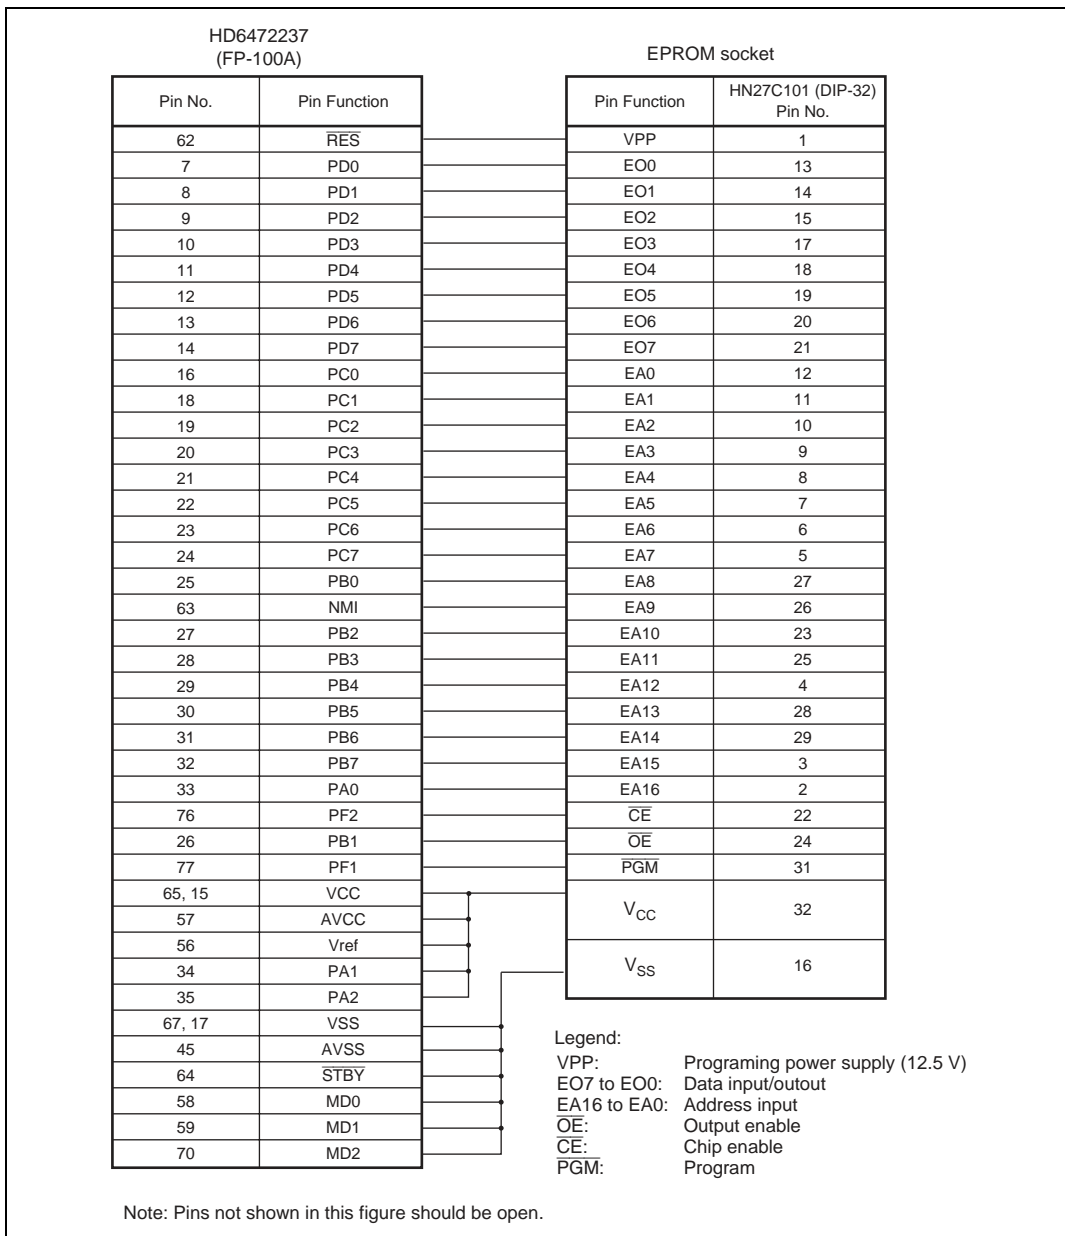 HD6472237
(FP-100A)
EPROM socket
Pin No. Pin Function Pin Function HN27C101 (DIP-32) Pin No.
62 R̅E̅S̅ VPP 1
7 PD0 EO0 13
8 PD1 EO1 14
9 PD2 EO2 15
10 PD3 EO3 17
11 PD4 EO4 18
12 PD5 EO5 19
13 PD6 EO6 20
14 PD7 EO7 21
16 PC0 EA0 12
18 PC1 EA1 11
19 PC2 EA2 10
20 PC3 EA3 9
21 PC4 EA4 8
22 PC5 EA5 7
23 PC6 EA6 6
24 PC7 EA7 5
25 PB0 EA8 27
63 NMI EA9 26
27 PB2 EA10 23
28 PB3 EA11 25
29 PB4 EA12 4
30 PB5 EA13 28
31 PB6 EA14 29
32 PB7 EA15 3
33 PA0 EA16 2
76 PF2 C̅E̅ 22
26 PB1 O̅E̅ 24
77 PF1 P̅G̅M̅ 31
65, 15 VCC VCC 32
57 AVCC
56 Vref
34 PA1 VSS 16
35 PA2
67, 17 VSS
45 AVSS
64 S̅T̅B̅Y̅
58 MD0
59 MD1
70 MD2
Legend:
VPP: Programing power supply (12.5 V)
EO7 to EO0: Data input/outout
EA16 to EA0: Address input
O̅E̅: Output enable
C̅E̅: Chip enable
P̅G̅M̅: Program
Note: Pins not shown in this figure should be open.